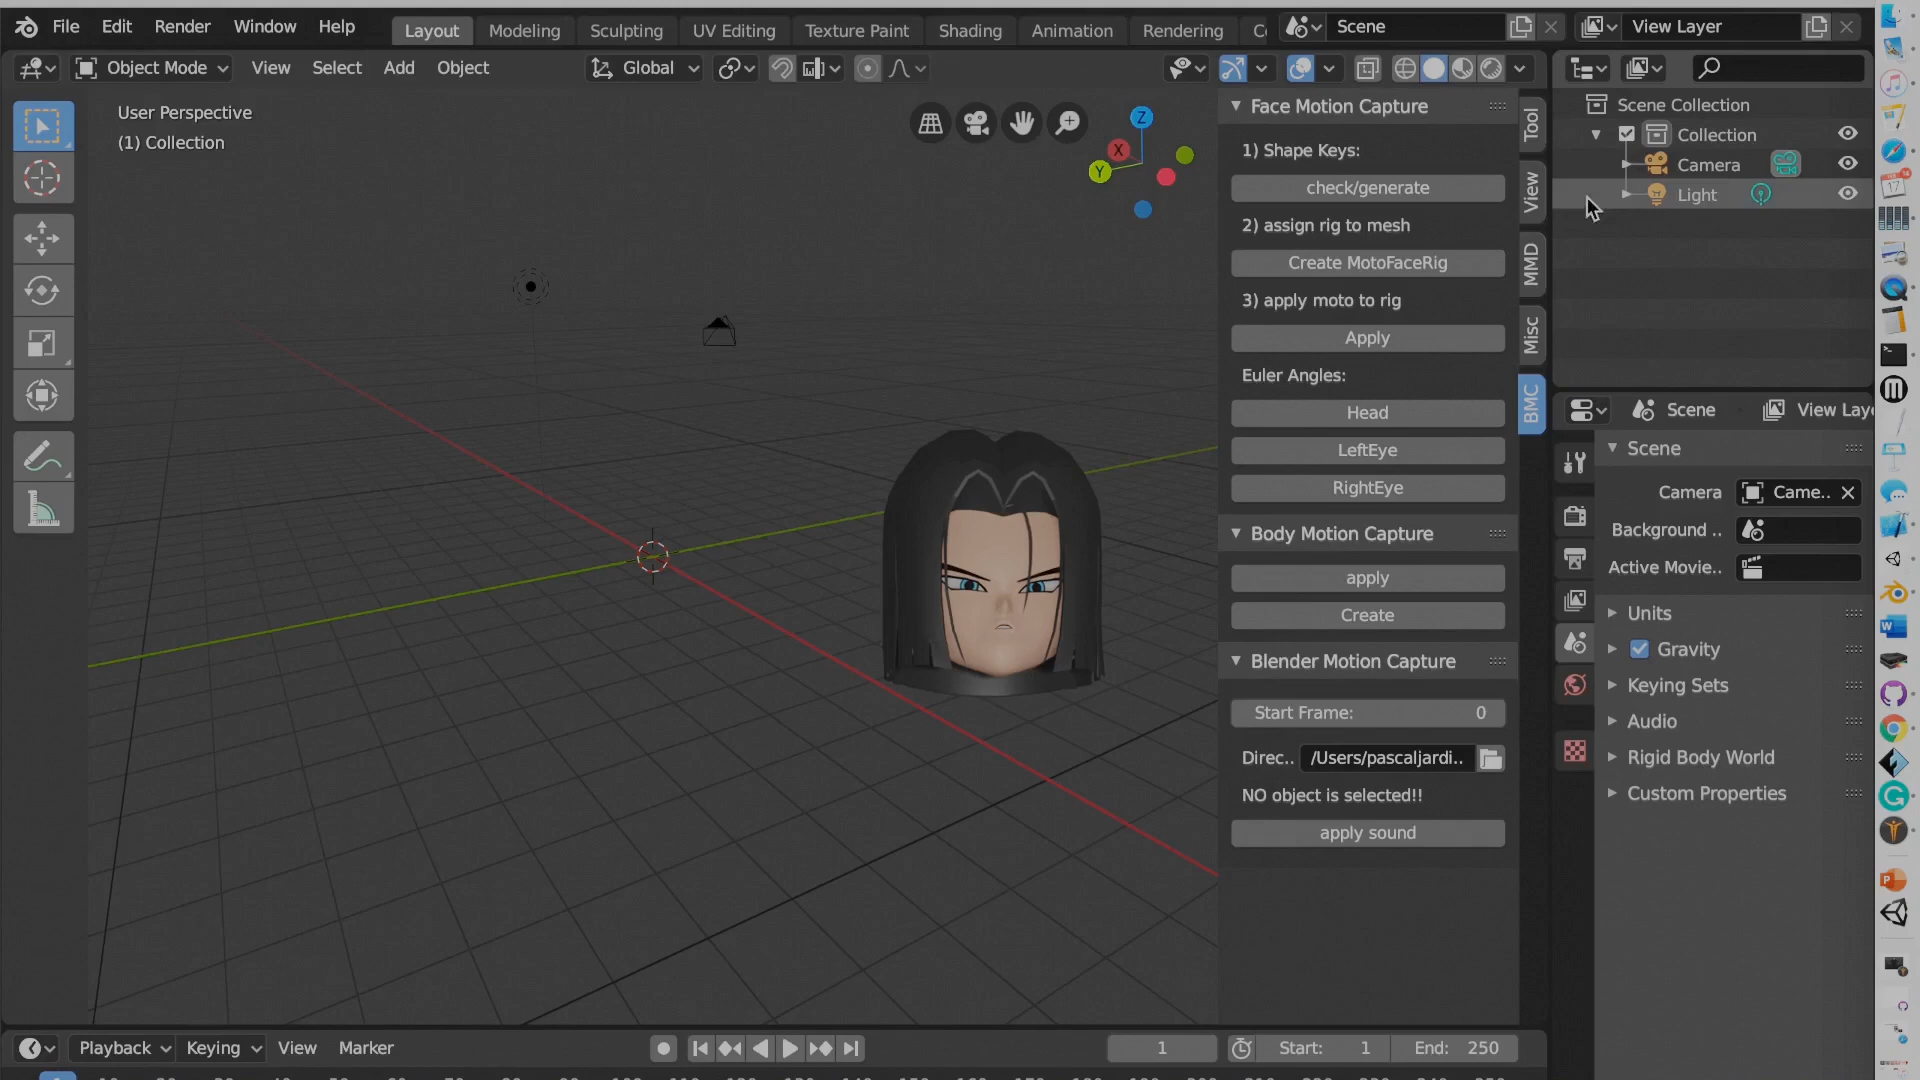 File Edit Render Window Help
Layout Modeling Sculpting UV Editing Texture Paint Shading Animation Rendering
Scene
View Layer
Object Mode View Select Add Object
Global
User Perspective
(1) Collection
Z
X
Y
Face Motion Capture
1) Shape Keys:
check/generate
2) assign rig to mesh
Create MotoFaceRig
3) apply moto to rig
Apply
Euler Angles:
Head
LeftEye
RightEye
Body Motion Capture
apply
Create
Blender Motion Capture
Start Frame: 0
Direc.. /Users/pascaljardi..
NO object is selected!!
apply sound
Tool
View
MMD
Misc
BMC
Scene Collection
Collection
Camera
Light
Scene View Laye
Scene
Camera Came..
Background ..
Active Movie..
Units
Gravity
Keying Sets
Audio
Rigid Body World
Custom Properties
Playback Keying View Marker
1
Start: 1 End: 250